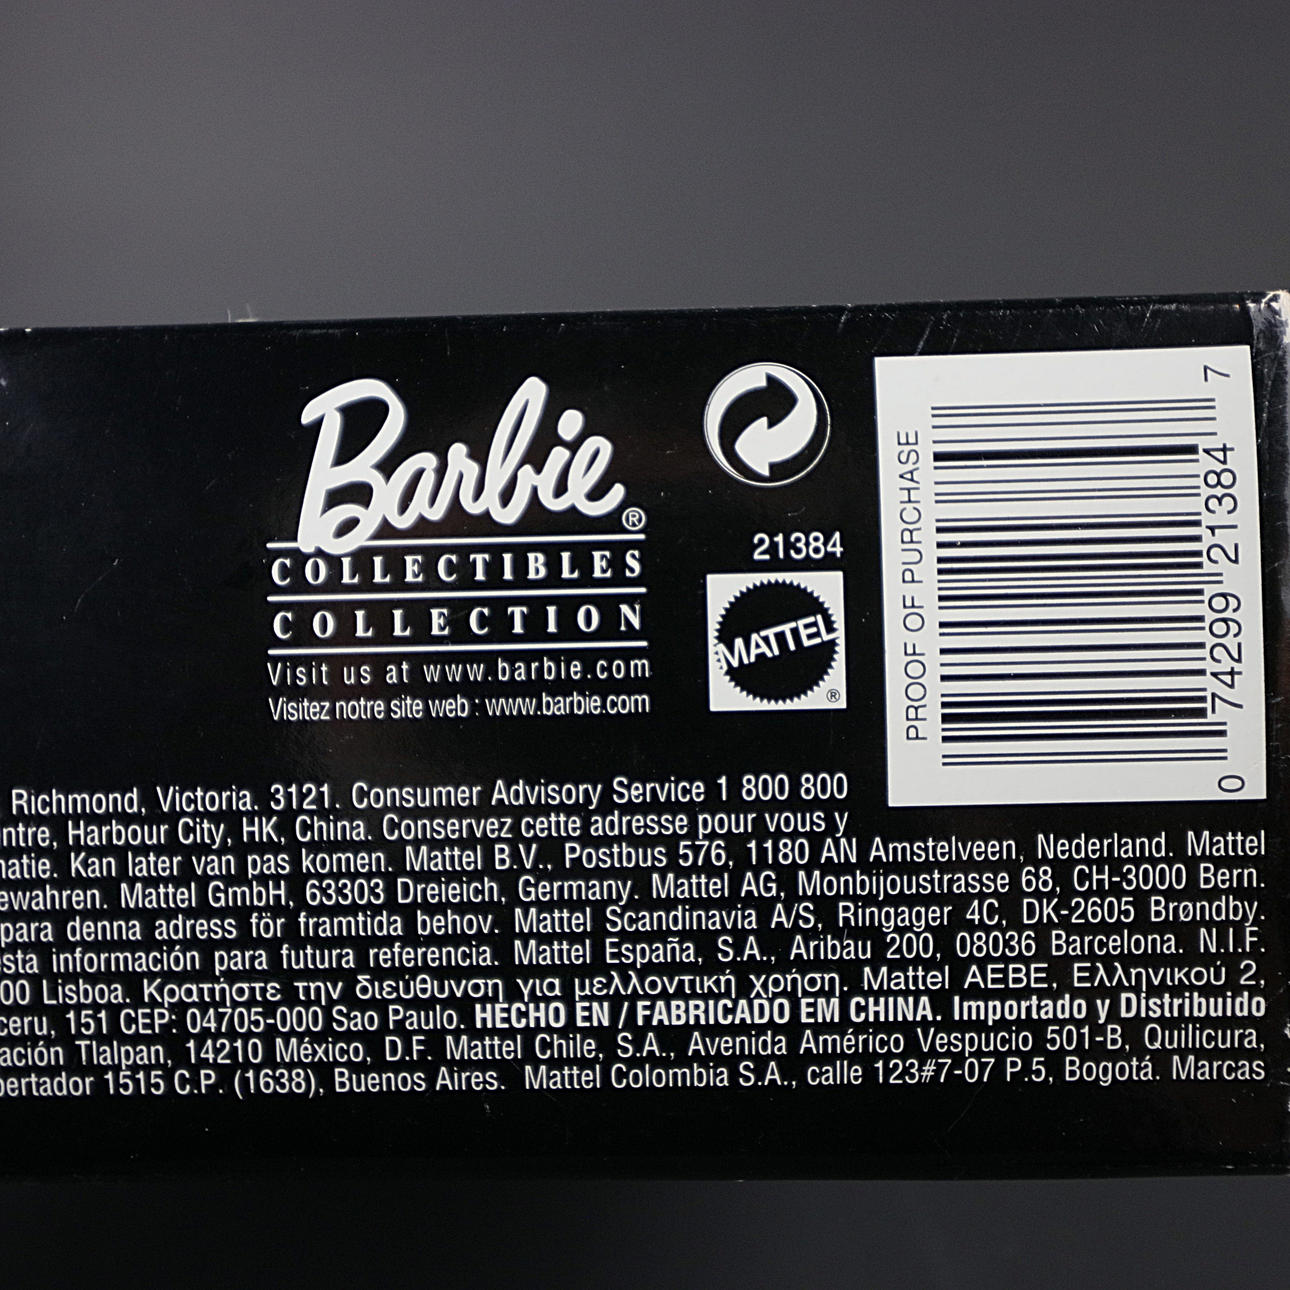 Barbie®
COLLECTIBLES
COLLECTION
Visit us at www.barbie.com
Visitez notre site web : www.barbie.com
21384
MATTEL
®
PROOF OF PURCHASE
0 74299 21384 7
Richmond, Victoria. 3121. Consumer Advisory Service 1 800 800
ntre, Harbour City, HK, China. Conservez cette adresse pour vous y
natie. Kan later van pas komen. Mattel B.V., Postbus 576, 1180 AN Amstelveen, Nederland. Mattel
ewahren. Mattel GmbH, 63303 Dreieich, Germany. Mattel AG, Monbijoustrasse 68, CH-3000 Bern.
para denna adress för framtida behov. Mattel Scandinavia A/S, Ringager 4C, DK-2605 Brøndby.
esta información para futura referencia. Mattel España, S.A., Aribau 200, 08036 Barcelona. N.I.F.
00 Lisboa. Κρατήστε την διεύθυνση για μελλοντική χρήση. Mattel AEBE, Ελληνικού 2,
ceru, 151 CEP: 04705-000 Sao Paulo. HECHO EN / FABRICADO EM CHINA. Importado y Distribuido
ación Tlalpan, 14210 México, D.F. Mattel Chile, S.A., Avenida Américo Vespucio 501-B, Quilicura,
pertador 1515 C.P. (1638), Buenos Aires. Mattel Colombia S.A., calle 123#7-07 P.5, Bogotá. Marcas